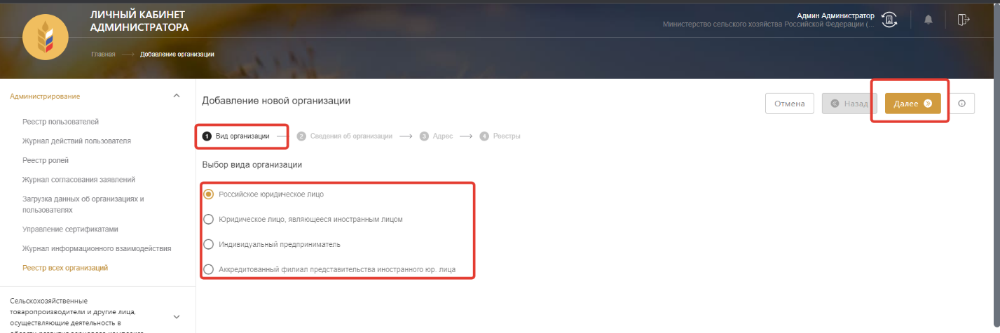 ЛИЧНЫЙ КАБИНЕТ
АДМИНИСТРАТОРА
Админ Администратор
Министерство сельского хозяйства Российской Федерации (...
Главная → Добавление организации
Администрирование
Реестр пользователей
Журнал действий пользователя
Реестр ролей
Журнал согласования заявлений
Загрузка данных об организациях и
пользователях
Управление сертификатами
Журнал информационного взаимодействия
Реестр всех организаций
Сельскохозяйственные
товаропроизводители и другие лица,
осуществляющие деятельность в
области развития зернового комплекса
Добавление новой организации
Отмена
Назад
Далее
1 Вид организации → 2 Сведения об организации → 3 Адрес → 4 Реестры
Выбор вида организации
Российское юридическое лицо
Юридическое лицо, являющееся иностранным лицом
Индивидуальный предприниматель
Аккредитованный филиал представительства иностранного юр. лица